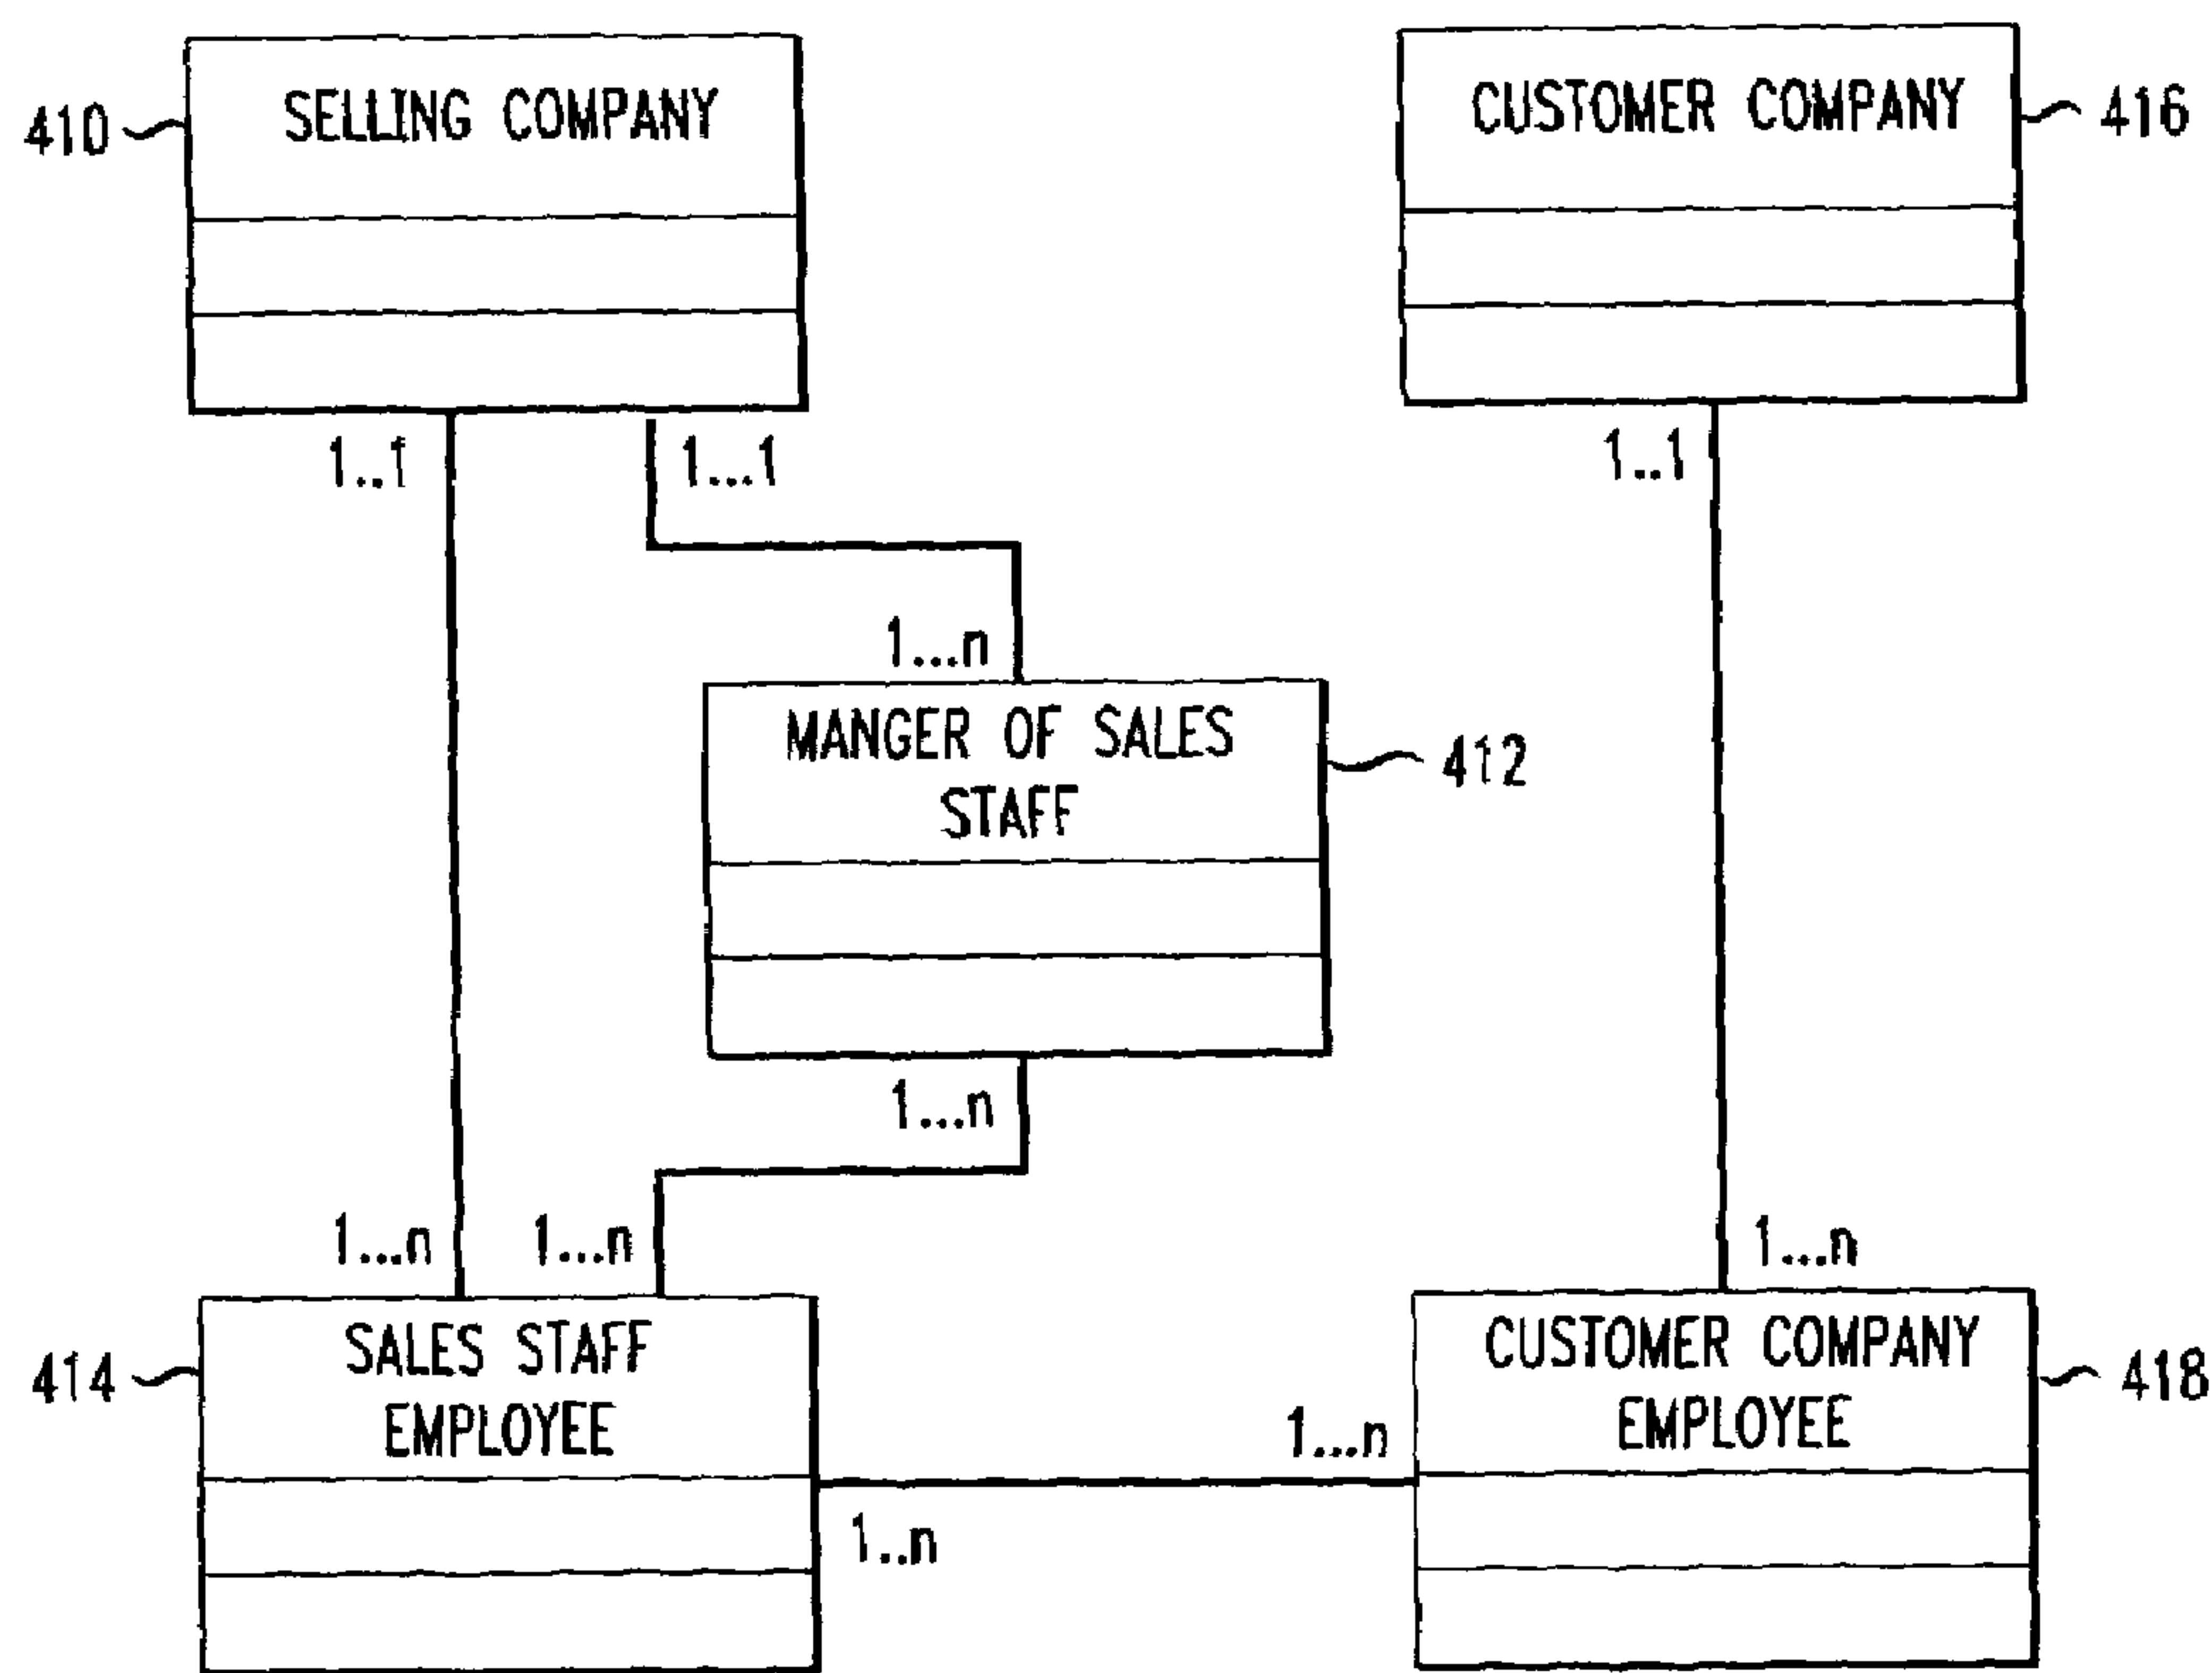 410
SELLING COMPANY
CUSTOMER COMPANY
416
1..1
1...1
1..1
1...n
MANGER OF SALES
STAFF
412
1...n
1...n
1...n
1...n
414
SALES STAFF
EMPLOYEE
CUSTOMER COMPANY
EMPLOYEE
418
1...n
1..n